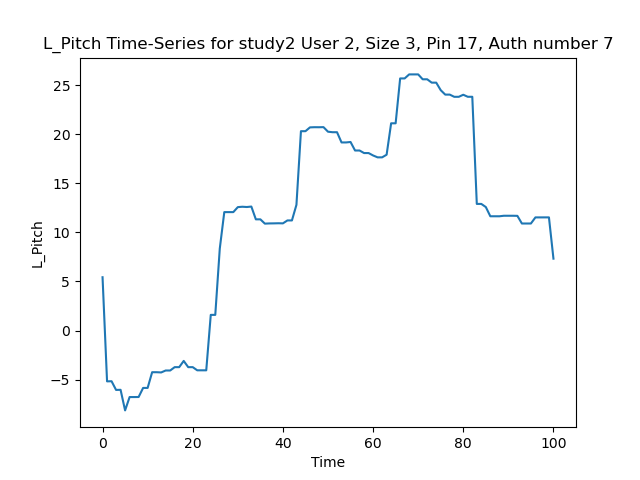 L_Pitch Time-Series for study2 User 2, Size 3, Pin 17, Auth number 7
25
20
15
10
5
0
−5
L_Pitch
0 20 40 60 80 100
Time